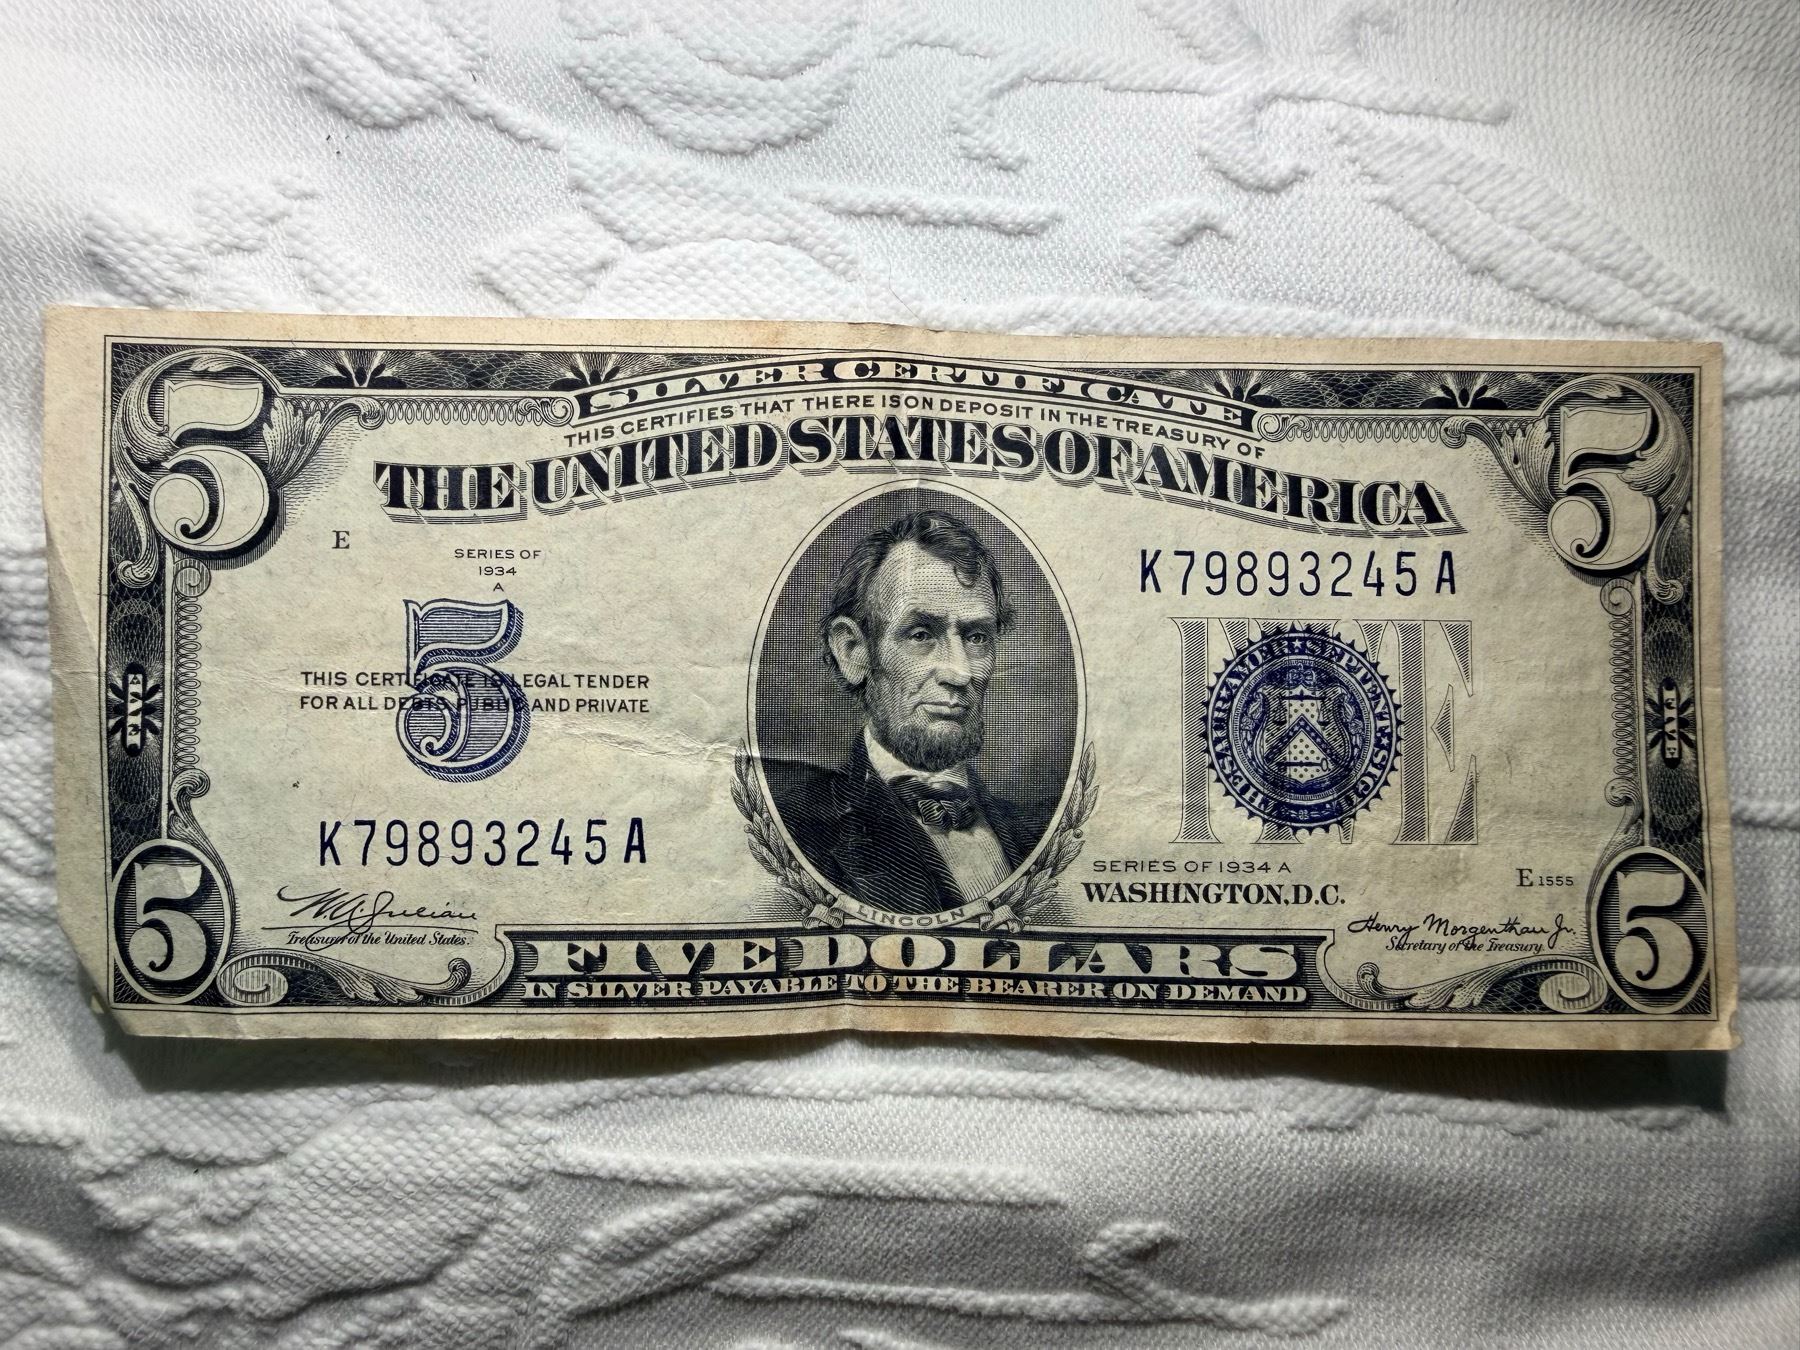 5
5
SILVER CERTIFICATE
THIS CERTIFIES THAT THERE IS ON DEPOSIT IN THE TREASURY OF
THE UNITED STATES OF AMERICA
E
SERIES OF
1934
A
K79893245A
5
THIS CERTIFICATE IS LEGAL TENDER
FOR ALL DEBTS PUBLIC AND PRIVATE
FIVE
FIVE
FIVE
K79893245A
SERIES OF 1934 A
WASHINGTON, D.C.
E 1555
W.A. Julian
Treasurer of the United States.
LINCOLN
Henry Morgenthau Jr.
Secretary of the Treasury.
5
5
FIVE DOLLARS
IN SILVER PAYABLE TO THE BEARER ON DEMAND